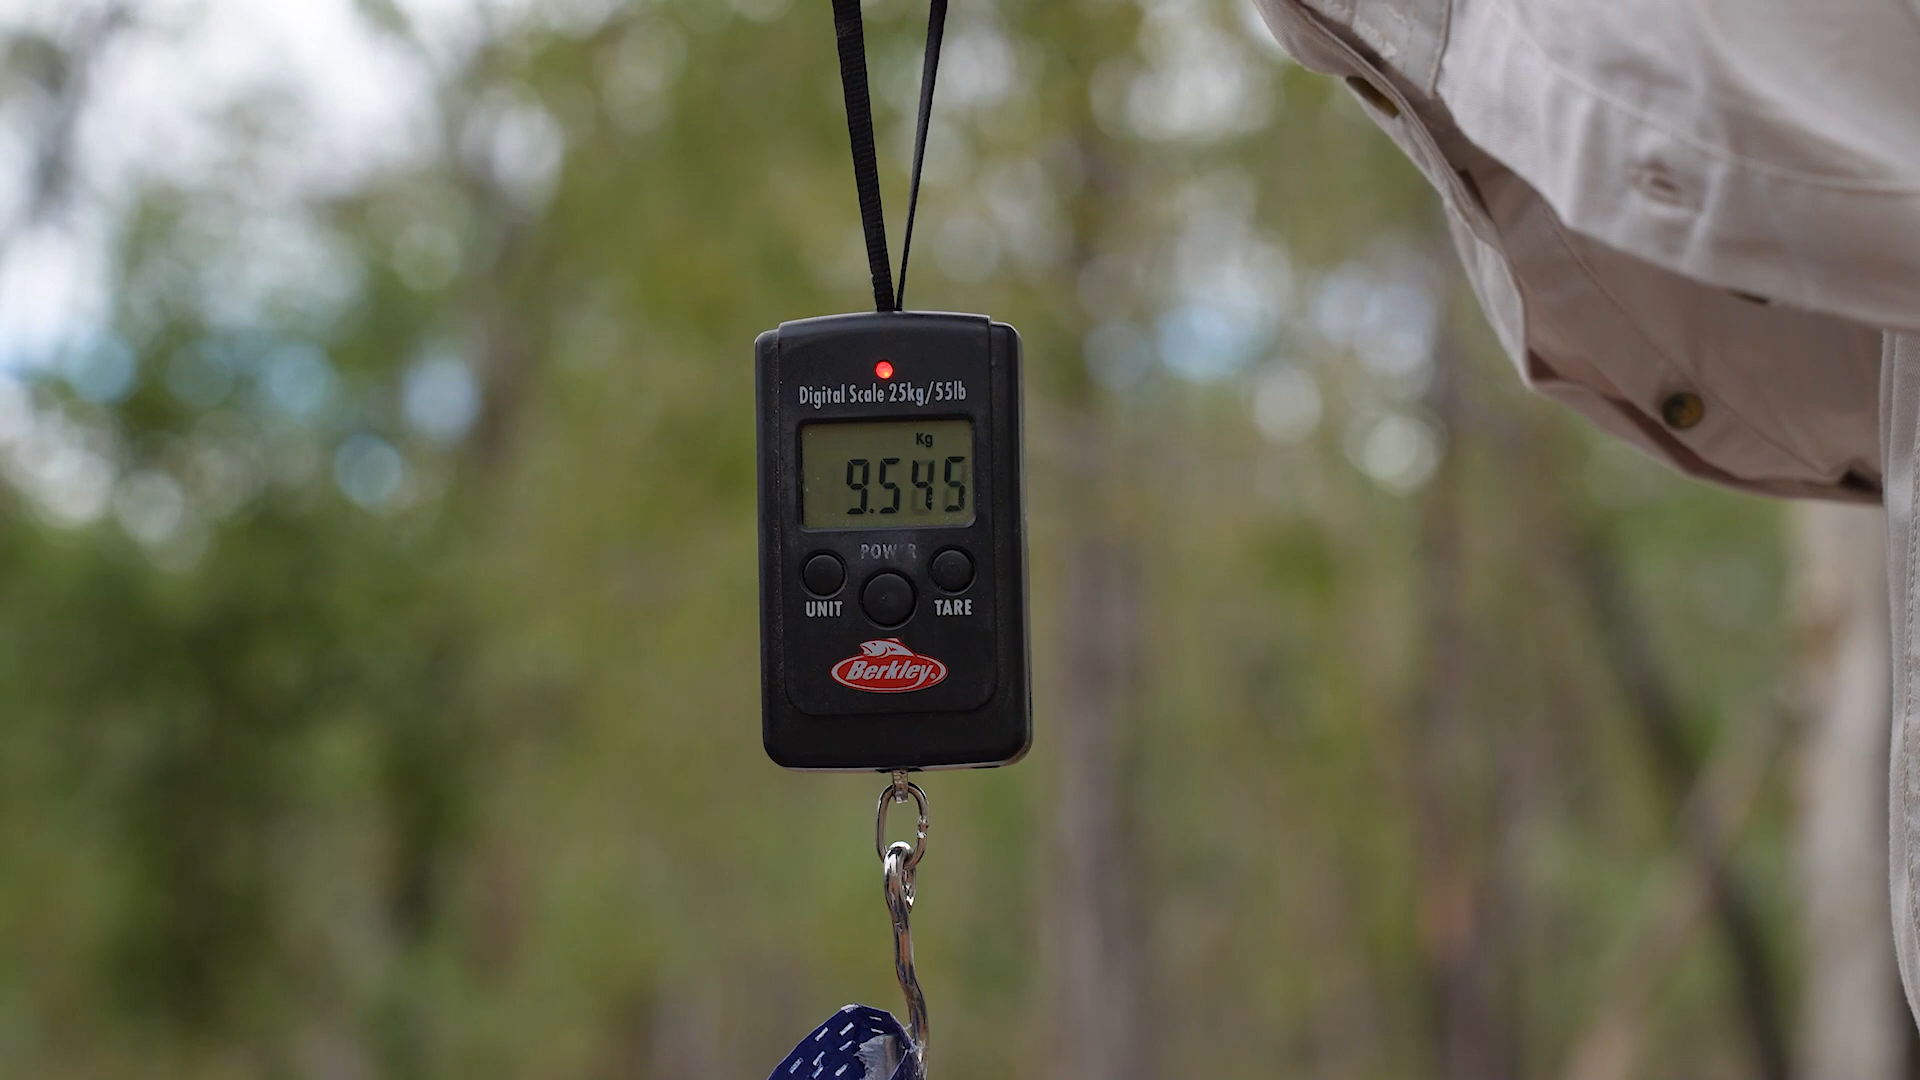 Digital Scale 25kg/55lb
Kg
9.545
POWER
UNIT
TARE
Berkley